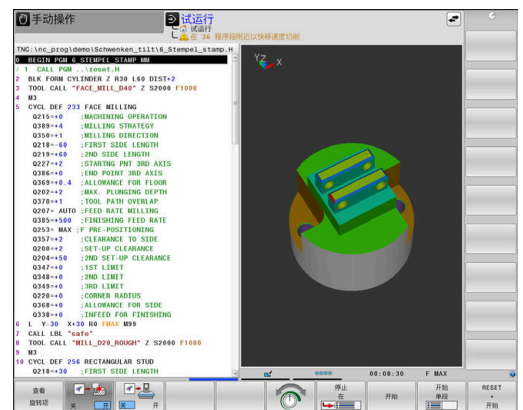 手动操作
试运行
试运行
在 36 程序段附近以快移速度切削
TNC:\nc_prog\demo\Schwenken_tilt\6_Stempel_stamp.H
0 BEGIN PGM 6_STEMPEL_STAMP MM
/ 1 CALL PGM ..\reset.H
2 BLK FORM CYLINDER Z R30 L60 DIST+2
3 TOOL CALL "FACE_MILL_D40" Z S2000 F1000
4 M3
5 CYCL DEF 233 FACE MILLING
Q215=+0 ;MACHINING OPERATION
Q389=+4 ;MILLING STRATEGY
Q350=+1 ;MILLING DIRECTION
Q218=-60 ;FIRST SIDE LENGTH
Q219=+60 ;2ND SIDE LENGTH
Q227=+2 ;STARTNG PNT 3RD AXIS
Q386=+0 ;END POINT 3RD AXIS
Q369=+0.4 ;ALLOWANCE FOR FLOOR
Q202=+2 ;MAX. PLUNGING DEPTH
Q370=+1 ;TOOL PATH OVERLAP
Q207= AUTO ;FEED RATE MILLING
Q385=+500 ;FINISHING FEED RATE
Q253= MAX ;F PRE-POSITIONING
Q357=+2 ;CLEARANCE TO SIDE
Q200=+2 ;SET-UP CLEARANCE
Q204=+50 ;2ND SET-UP CLEARANCE
Q347=+0 ;1ST LIMIT
Q348=+0 ;2ND LIMIT
Q349=+0 ;3RD LIMIT
Q220=+0 ;CORNER RADIUS
Q368=+0 ;ALLOWANCE FOR SIDE
Q338=+0 ;INFEED FOR FINISHING
6 L Y-30 X+30 R0 FMAX M99
7 CALL LBL "safe"
8 TOOL CALL "MILL_D20_ROUGH" Z S2000 F1000
9 M3
10 CYCL DEF 256 RECTANGULAR STUD
Q218=+30 ;FIRST SIDE LENGTH
YZ X
00:08:30 F MAX
查看
旋转项
关 开
关 开
停止
在
开始
开始
单段
RESET
+
开始